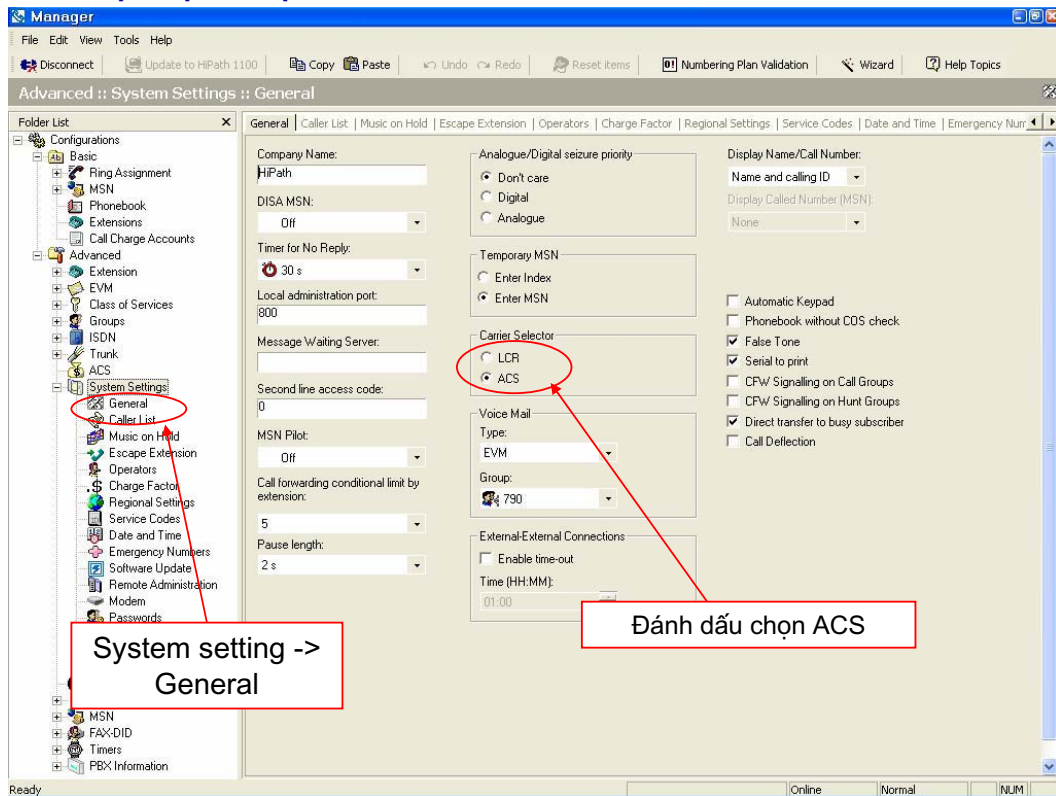 Manager
File Edit View Tools Help
Disconnect Update to HiPath 1100 Copy Paste Undo Redo Reset items Numbering Plan Validation Wizard Help Topics
Advanced :: System Settings :: General
Folder List x
General | Caller List | Music on Hold | Escape Extension | Operators | Charge Factor | Regional Settings | Service Codes | Date and Time | Emergency Num
Configurations
Basic
Ring Assignment
MSN
Phonebook
Extensions
Call Charge Accounts
Advanced
Extension
EVM
Class of Services
Groups
ISDN
Trunk
ACS
System Settings
General
Caller List
Music on Hold
Escape Extension
Operators
Charge Factor
Regional Settings
Service Codes
Date and Time
Emergency Numbers
Software Update
Remote Administration
Modem
Passwords
MSN
FAX-DID
Timers
PBX Information
Company Name:
HiPath
DISA MSN:
Off
Timer for No Reply:
30 s
Local administration port:
800
Message Waiting Server:
Second line access code:
0
MSN Pilot:
Off
Call forwarding conditional limit by
extension:
5
Pause length:
2 s
Analogue/Digital seizure priority
Don't care
Digital
Analogue
Temporary MSN
Enter Index
Enter MSN
Carrier Selector
LCR
ACS
Voice Mail
Type:
EVM
Group:
790
External-External Connections
Enable time-out
Time (HH:MM):
01:00
Display Name/Call Number:
Name and calling ID
Display Called Number (MSN):
None
Automatic Keypad
Phonebook without COS check
False Tone
Serial to print
CFW Signalling on Call Groups
CFW Signalling on Hunt Groups
Direct transfer to busy subscriber
Call Deflection
System setting ->
General
Đánh dấu chọn ACS
Ready Online Normal NUM